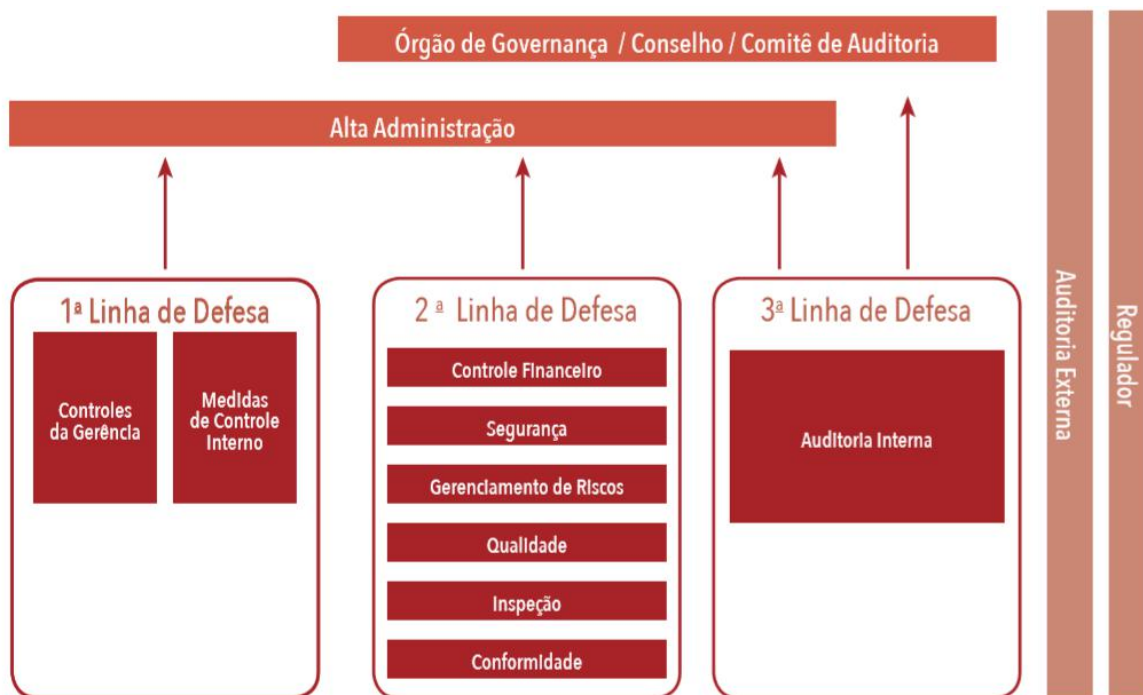 Órgão de Governança / Conselho / Comitê de Auditoria
Alta Administração
1ª Linha de Defesa
Controles
da Gerência
Medidas
de Controle
Interno
2ª Linha de Defesa
Controle Financeiro
Segurança
Gerenciamento de Riscos
Qualidade
Inspeção
Conformidade
3ª Linha de Defesa
Auditoria Interna
Auditoria Externa
Regulador